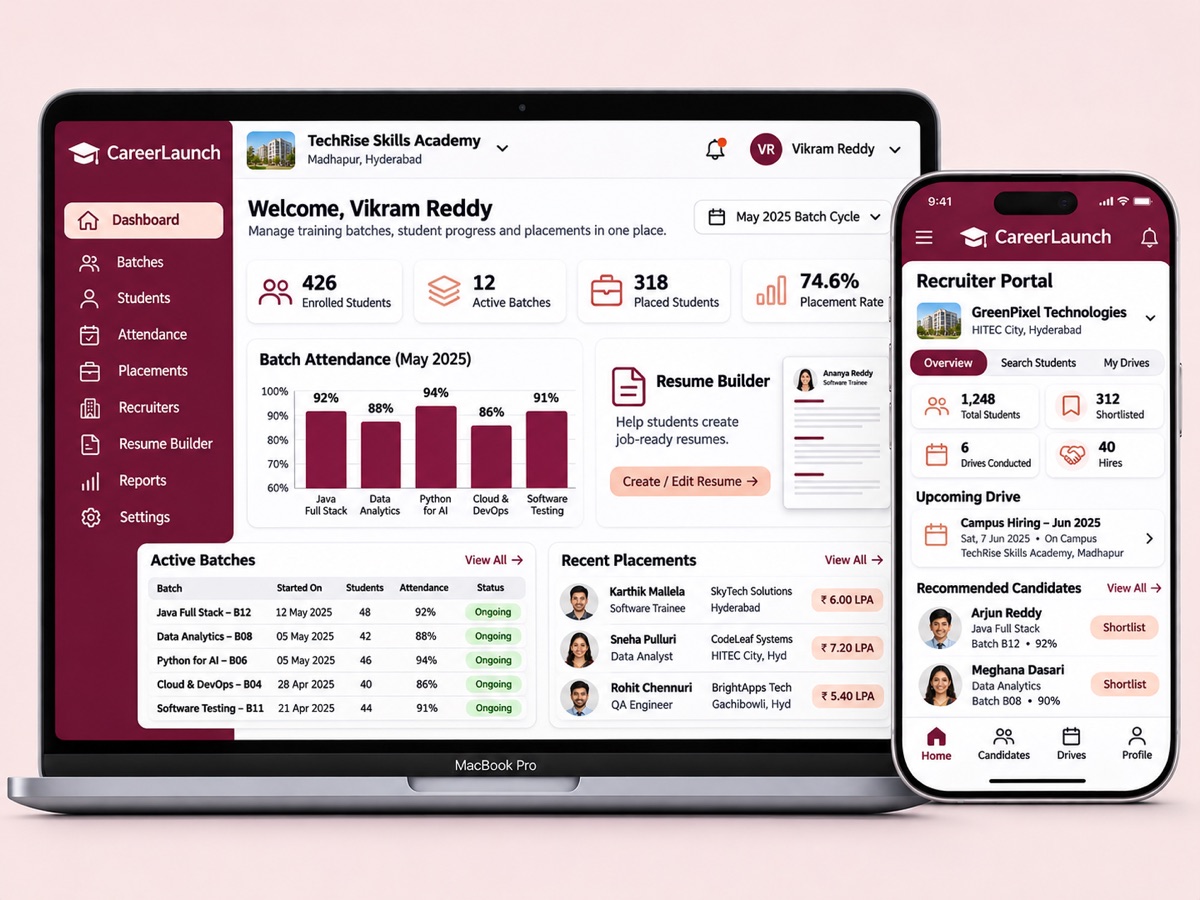 CareerLaunch
Dashboard
Batches
Students
Attendance
Placements
Recruiters
Resume Builder
Reports
Settings
TechRise Skills Academy
Madhapur, Hyderabad
VR
Vikram Reddy
Welcome, Vikram Reddy
Manage training batches, student progress and placements in one place.
May 2025 Batch Cycle
426
Enrolled Students
12
Active Batches
318
Placed Students
74.6%
Placement Rate
Batch Attendance (May 2025)
100%
90%
80%
70%
60%
92%
88%
94%
86%
91%
Java
Full Stack
Data
Analytics
Python
for AI
Cloud &
DevOps
Software
Testing
Resume Builder
Help students create
job-ready resumes.
Create / Edit Resume →
Ananya Reddy
Software Trainee
Active Batches
View All →
Batch Started On Students Attendance Status
Java Full Stack – B12 12 May 2025 48 92% Ongoing
Data Analytics – B08 05 May 2025 42 88% Ongoing
Python for AI – B06 05 May 2025 46 94% Ongoing
Cloud & DevOps – B04 28 Apr 2025 40 86% Ongoing
Software Testing – B11 21 Apr 2025 44 91% Ongoing
Recent Placements
View All →
Karthik Mallela
Software Trainee
SkyTech Solutions
Hyderabad
₹ 6.00 LPA
Sneha Pulluri
Data Analyst
CodeLeaf Systems
HITEC City, Hyd
₹ 7.20 LPA
Rohit Chennuri
QA Engineer
BrightApps Tech
Gachibowli, Hyd
₹ 5.40 LPA
MacBook Pro
9:41
CareerLaunch
Recruiter Portal
GreenPixel Technologies
HITEC City, Hyderabad
Overview
Search Students
My Drives
1,248
Total Students
312
Shortlisted
6
Drives Conducted
40
Hires
Upcoming Drive
Campus Hiring – Jun 2025
Sat, 7 Jun 2025 • On Campus
TechRise Skills Academy, Madhapur
Recommended Candidates
View All →
Arjun Reddy
Java Full Stack
Batch B12 • 92%
Shortlist
Meghana Dasari
Data Analytics
Batch B08 • 90%
Shortlist
Home
Candidates
Drives
Profile